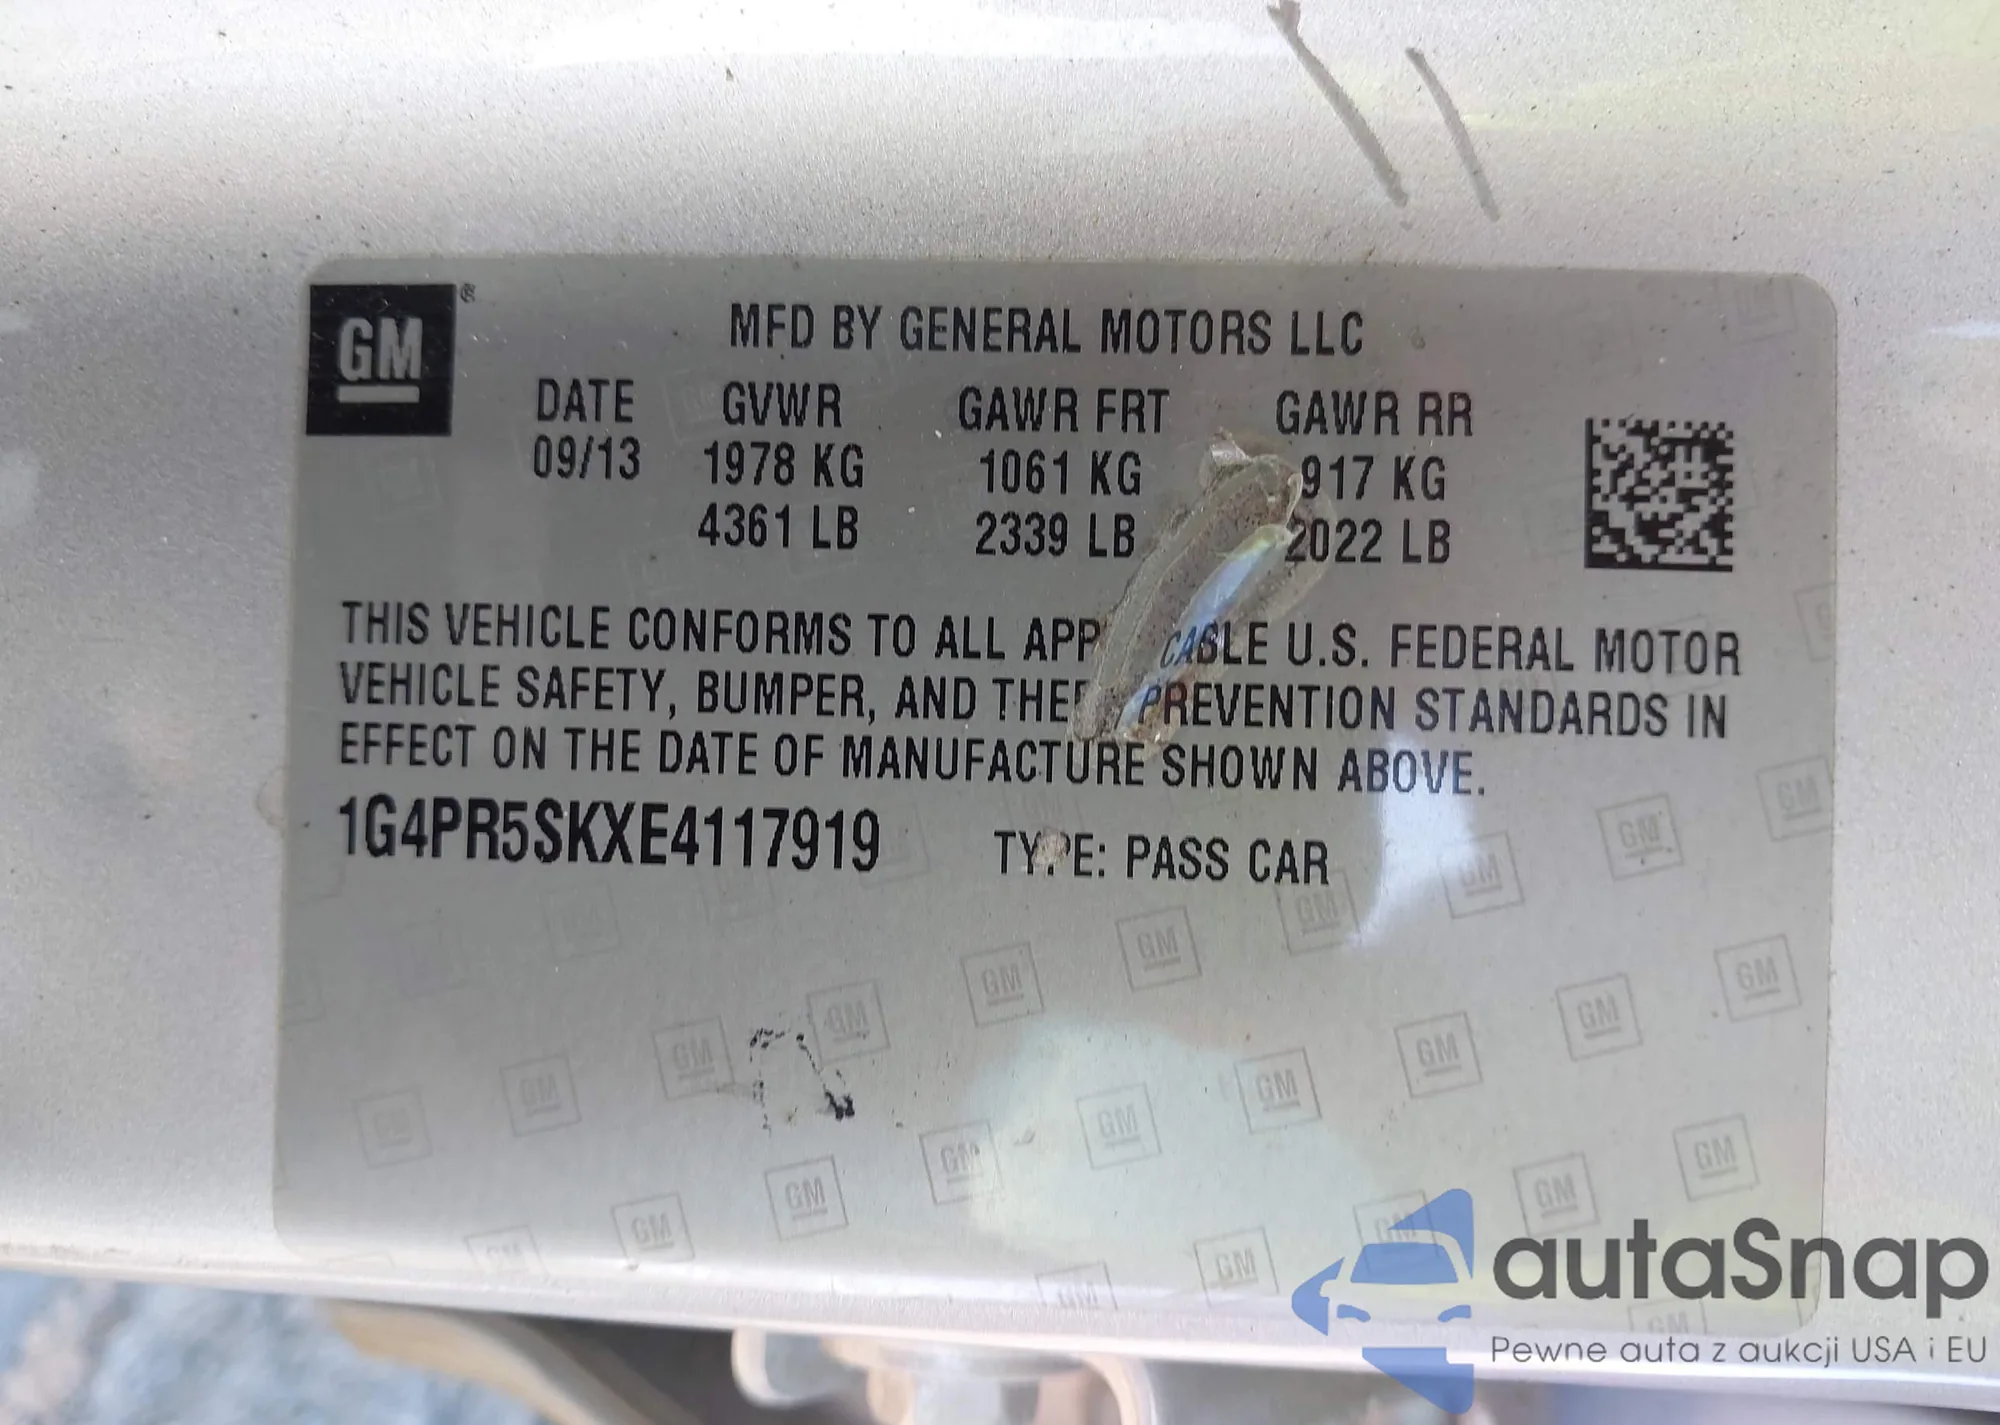 GM ®
MFD BY GENERAL MOTORS LLC
DATE GVWR GAWR FRT GAWR RR
09/13 1978 KG 1061 KG 917 KG
4361 LB 2339 LB 2022 LB
THIS VEHICLE CONFORMS TO ALL APP CABLE U.S. FEDERAL MOTOR
VEHICLE SAFETY, BUMPER, AND THEF PREVENTION STANDARDS IN
EFFECT ON THE DATE OF MANUFACTURE SHOWN ABOVE.
1G4PR5SKXE4117919 TYPE: PASS CAR
autaSnap
Pewne auta z aukcji USA i EU